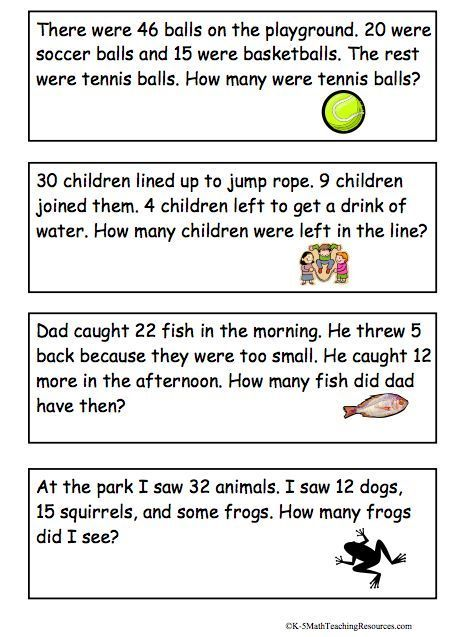 There were 46 balls on the playground. 20 were
soccer balls and 15 were basketballs. The rest
were tennis balls. How many were tennis balls?
30 children lined up to jump rope. 9 children
joined them. 4 children left to get a drink of
water. How many children were left in the line?
Dad caught 22 fish in the morning. He threw 5
back because they were too small. He caught 12
more in the afternoon. How many fish did dad
have then?
At the park I saw 32 animals. I saw 12 dogs,
15 squirrels, and some frogs. How many frogs
did I see?
©K-5MathTeachingResources.com